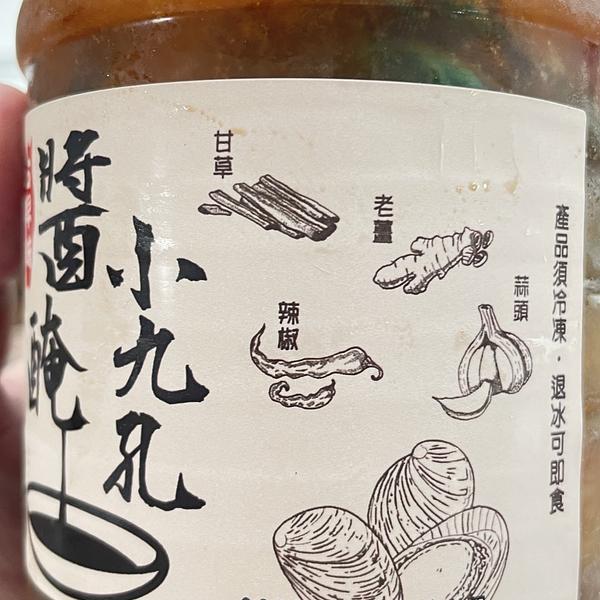 產品須冷凍・退冰可即食
甘草
老薑
蒜頭
辣椒
醬醃
小九孔